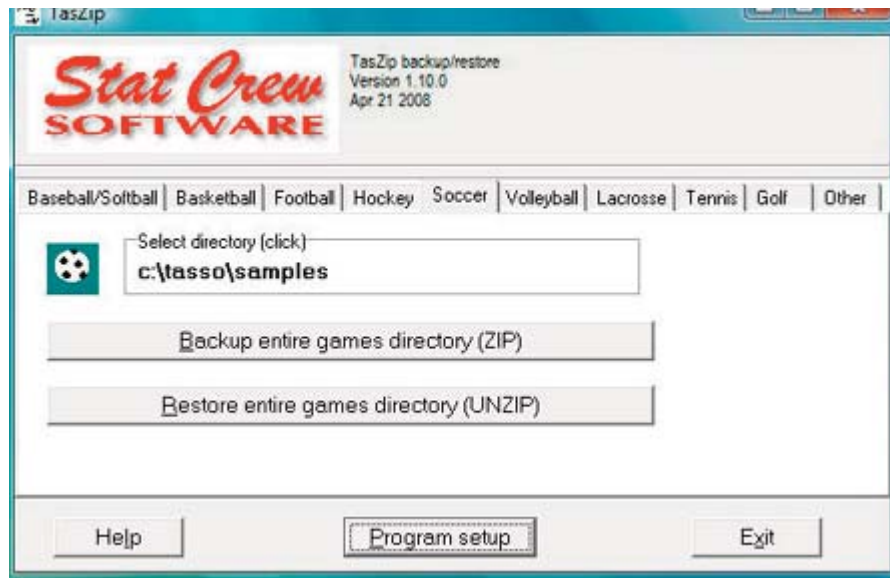 TasZip
Stat Crew
SOFTWARE
TasZip backup/restore
Version 1.10.0
Apr 21 2008
Baseball/Softball Basketball Football Hockey Soccer Volleyball Lacrosse Tennis Golf Other
Select directory (click)
c:\tasso\samples
Backup entire games directory (ZIP)
Restore entire games directory (UNZIP)
Help Program setup Exit